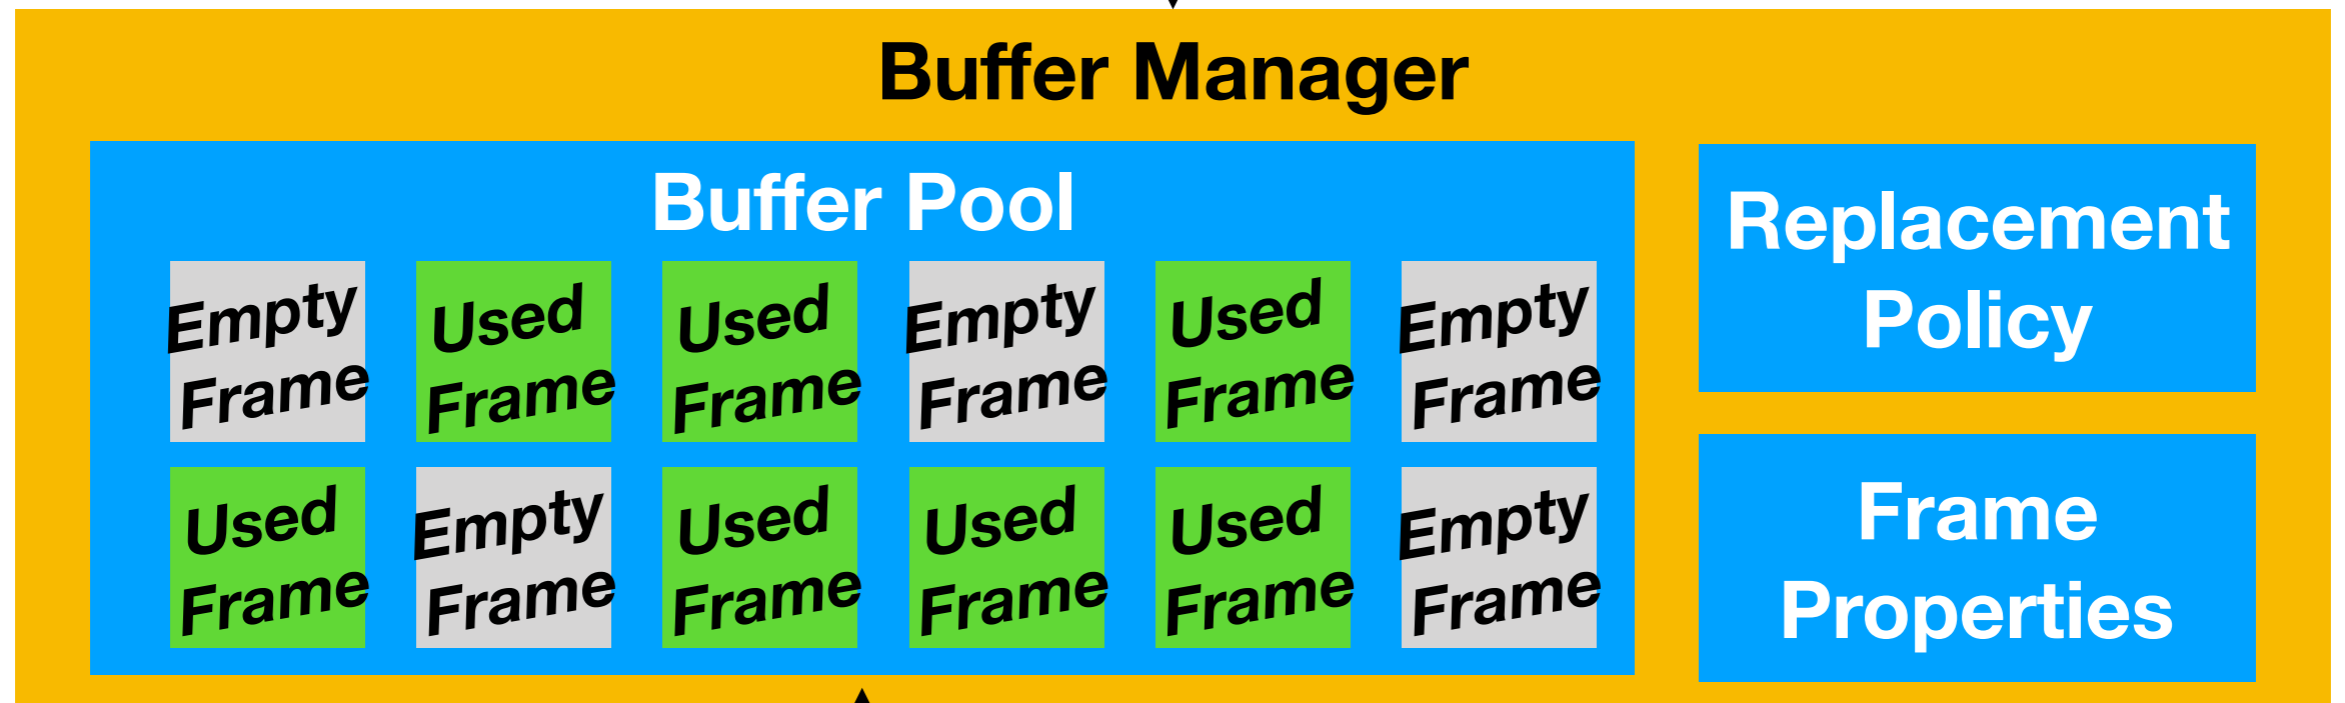 Buffer Manager
Buffer Pool
Empty
Frame
Used
Frame
Used
Frame
Empty
Frame
Used
Frame
Empty
Frame
Used
Frame
Empty
Frame
Used
Frame
Used
Frame
Used
Frame
Empty
Frame
Replacement
Policy
Frame
Properties